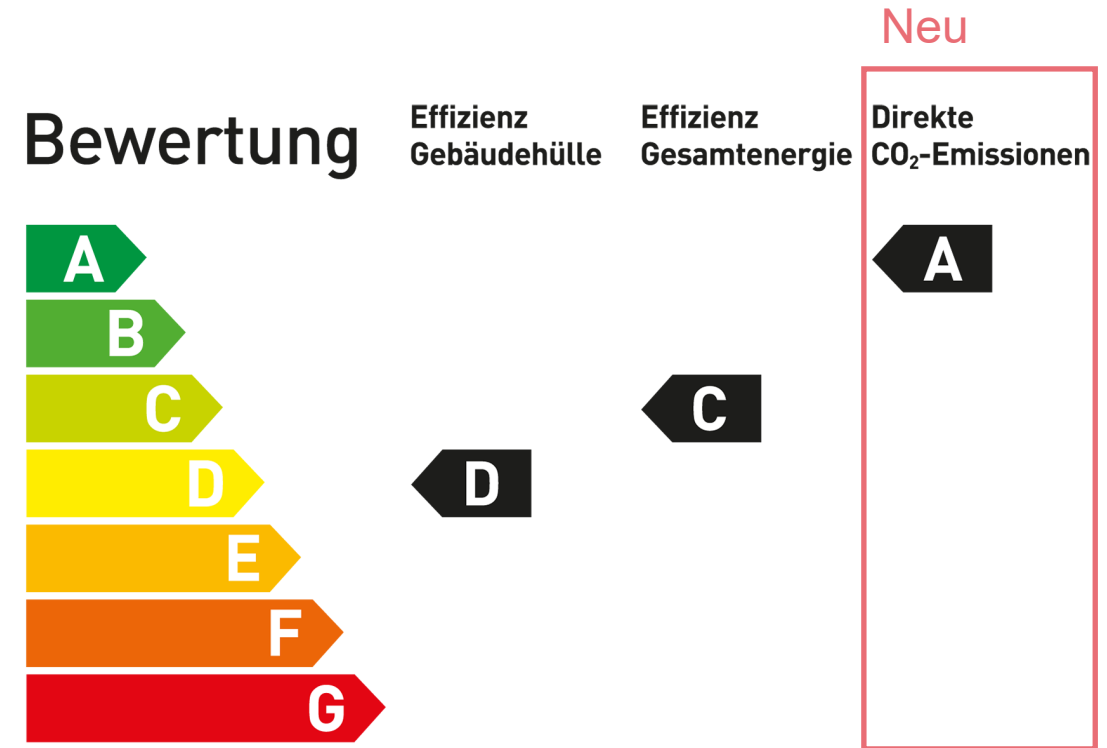 Neu
Bewertung
Effizienz
Gebäudehülle
Effizienz
Gesamtenergie
Direkte
CO₂-Emissionen
A
A
B
C
C
D
D
E
F
G